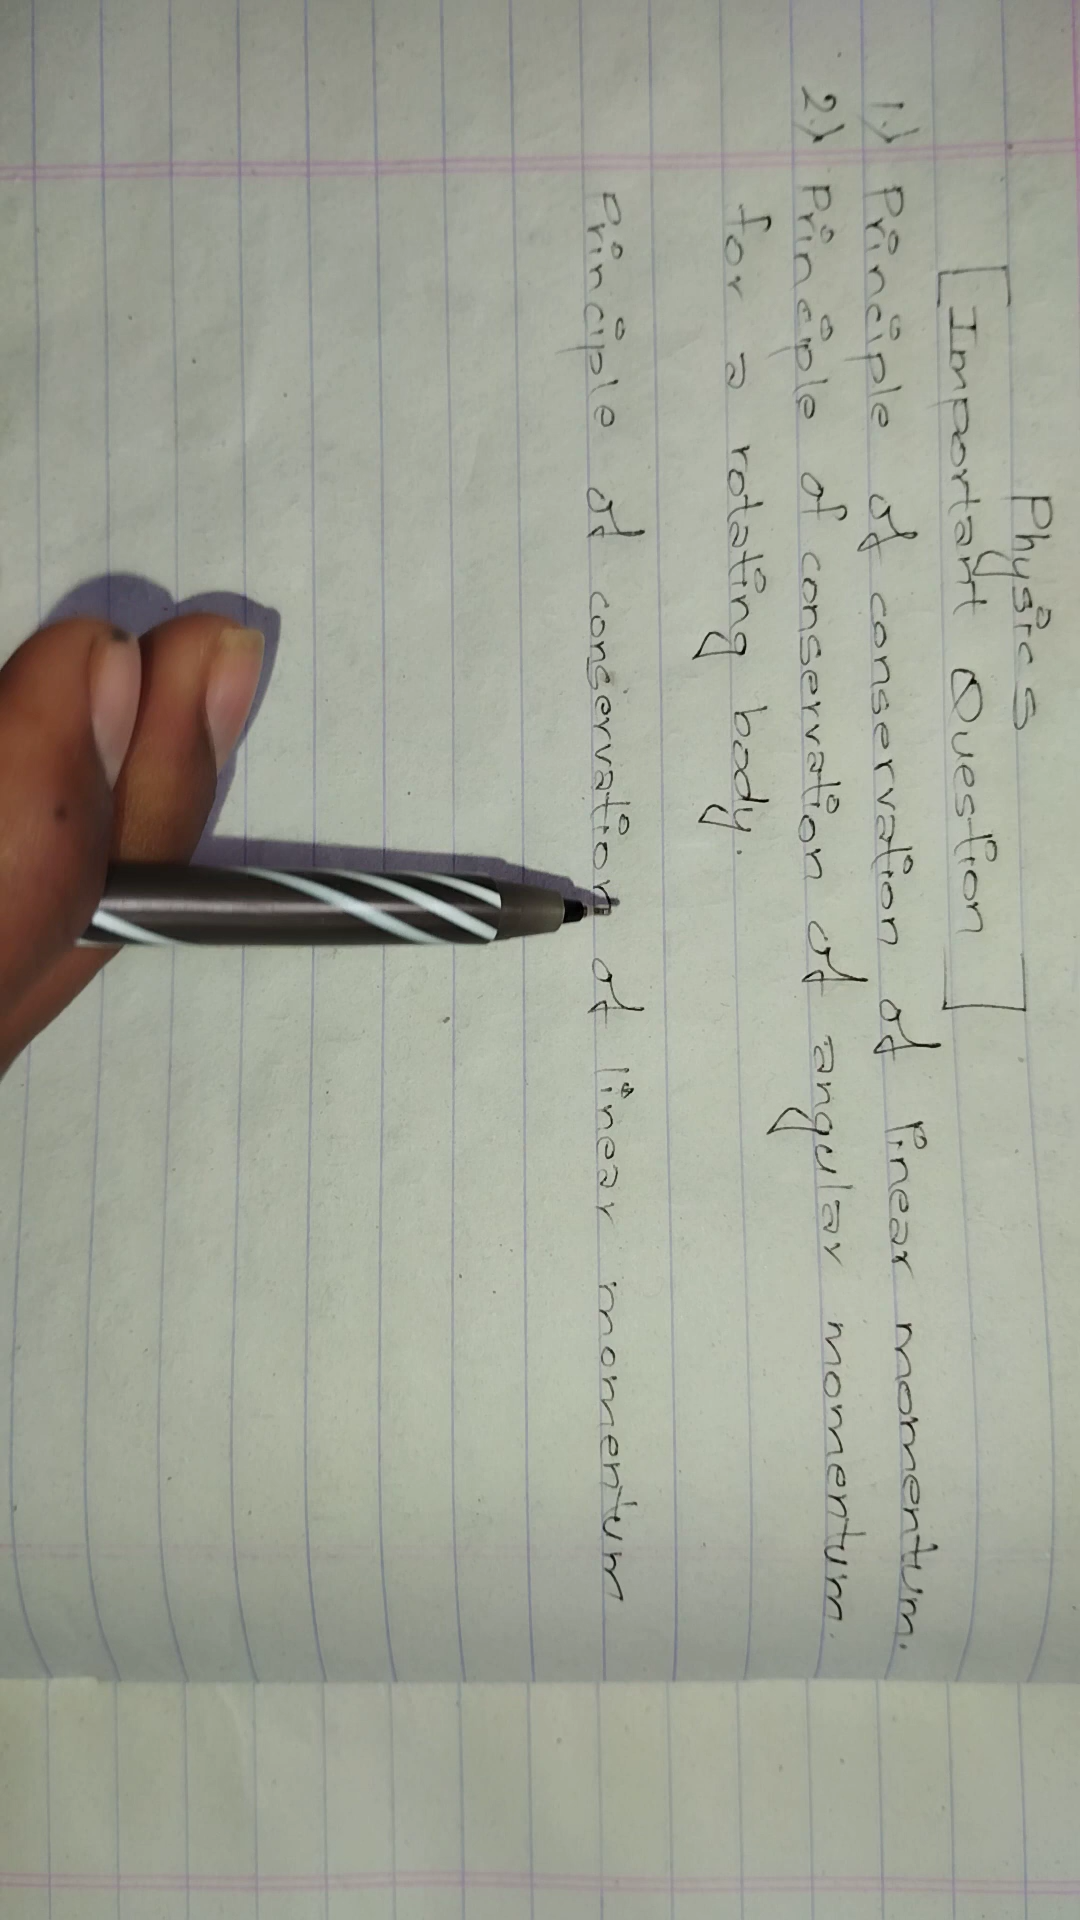 Physics
[Important Question]
1.) Principle of conservation of linear momentum.
2.) Principle of conservation of angular momentum.
for a rotating body.
Principle of conservation of linear momentum